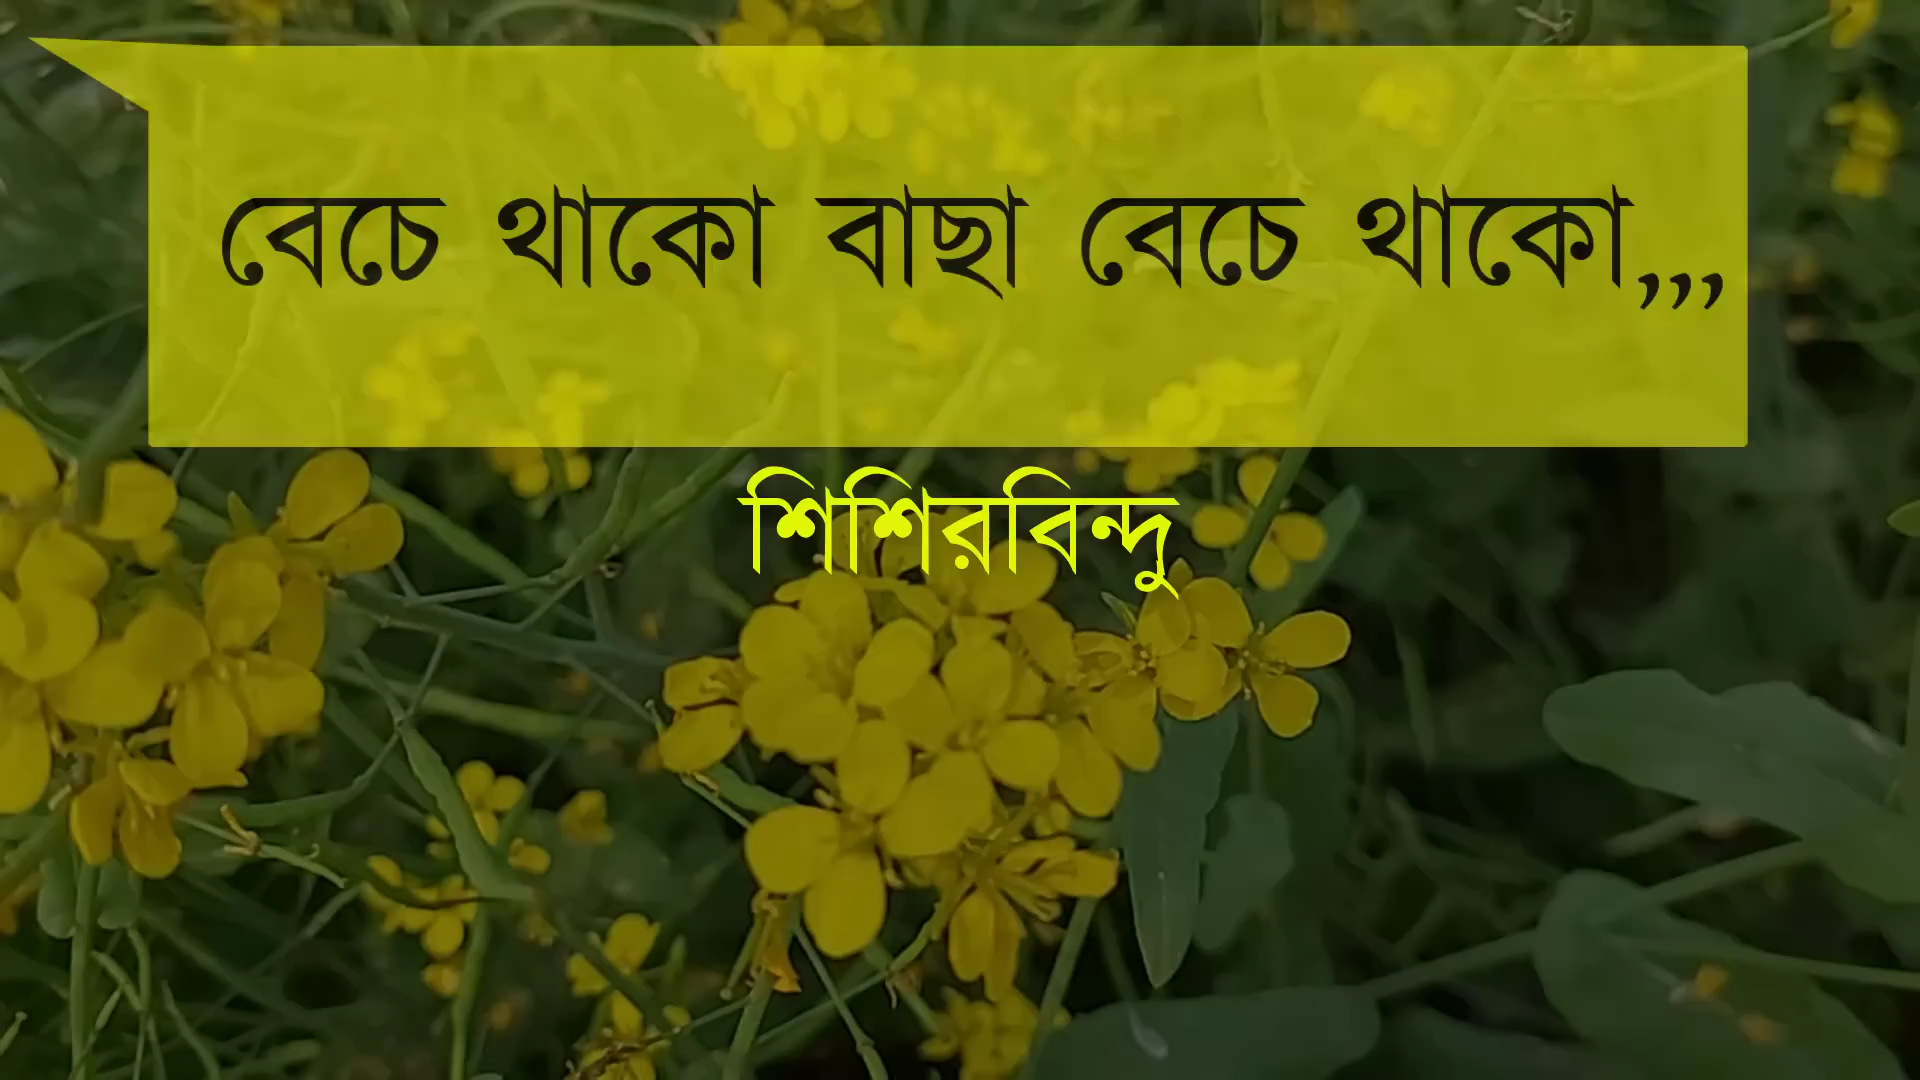 বেচে থাকো বাছা বেচে থাকো,,,
শিশিরবিন্দু